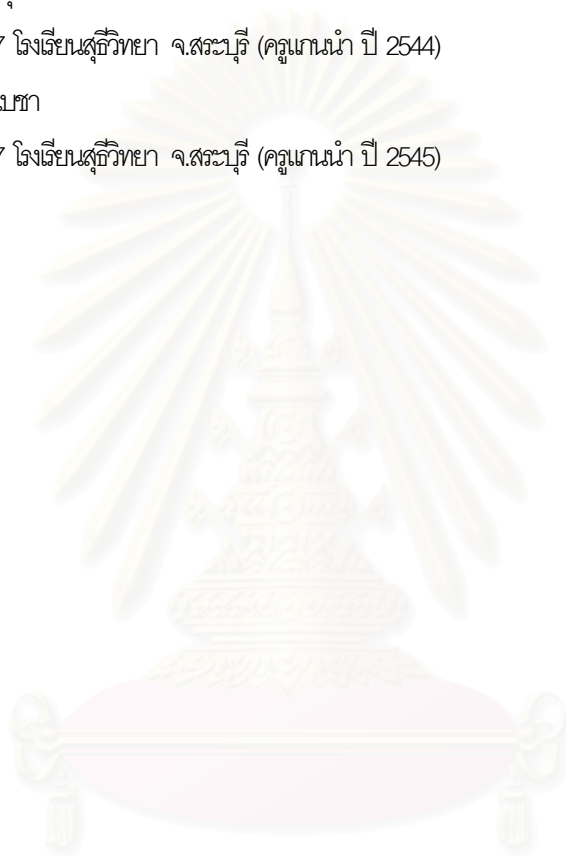 7 โรงเรียนสุธีวิทยา จ.สระบุรี (ครูแกนนำ ปี 2544)
บชา
7 โรงเรียนสุธีวิทยา จ.สระบุรี (ครูแกนนำ ปี 2545)